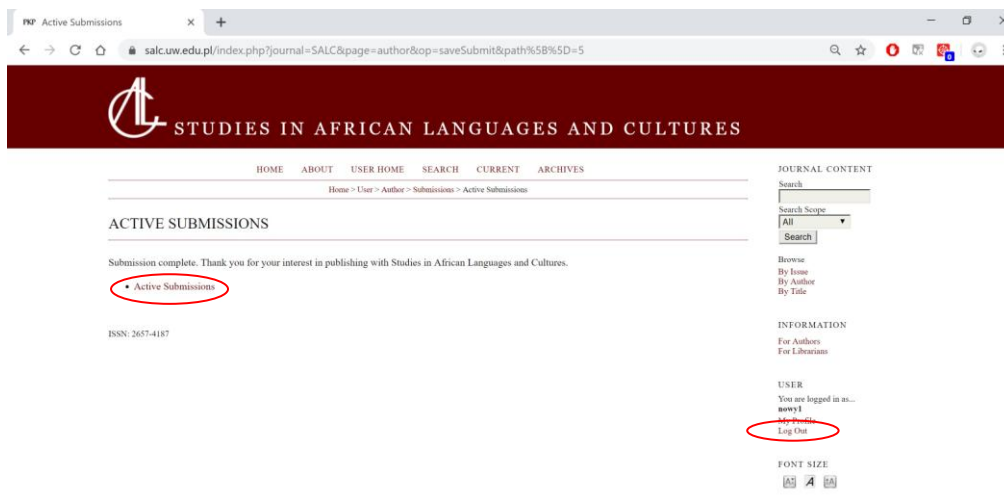 PKP Active Submissions
salc.uw.edu.pl/index.php?journal=SALC&page=author&op=saveSubmit&path%5B%5D=5
0
STUDIES IN AFRICAN LANGUAGES AND CULTURES
HOME ABOUT USER HOME SEARCH CURRENT ARCHIVES
Home > User > Author > Submissions > Active Submissions
ACTIVE SUBMISSIONS
Submission complete. Thank you for your interest in publishing with Studies in African Languages and Cultures.
• Active Submissions
ISSN: 2657-4187
JOURNAL CONTENT
Search
Search Scope
All
Search
Browse
By Issue
By Author
By Title
INFORMATION
For Authors
For Librarians
USER
You are logged in as...
nowy1
My Profile
Log Out
FONT SIZE
A A A